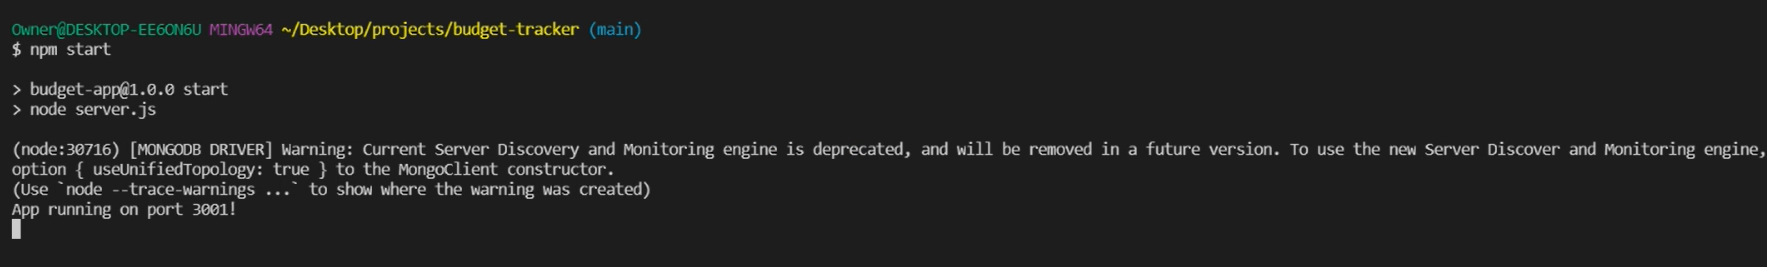 Owner@DESKTOP-EE6ON6U MINGW64 ~/Desktop/projects/budget-tracker (main)
$ npm start
> budget-app@1.0.0 start
> node server.js
(node:30716) [MONGODB DRIVER] Warning: Current Server Discovery and Monitoring engine is deprecated, and will be removed in a future version. To use the new Server Discover and Monitoring engine,
option { useUnifiedTopology: true } to the MongoClient constructor.
(Use `node --trace-warnings ...` to show where the warning was created)
App running on port 3001!